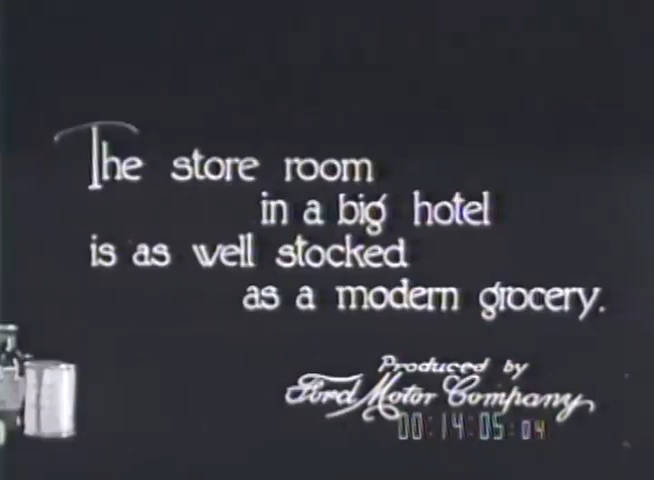 The store room
in a big hotel
is as well stocked
as a modern grocery.
Produced by
Ford Motor Company
00:14:05:04